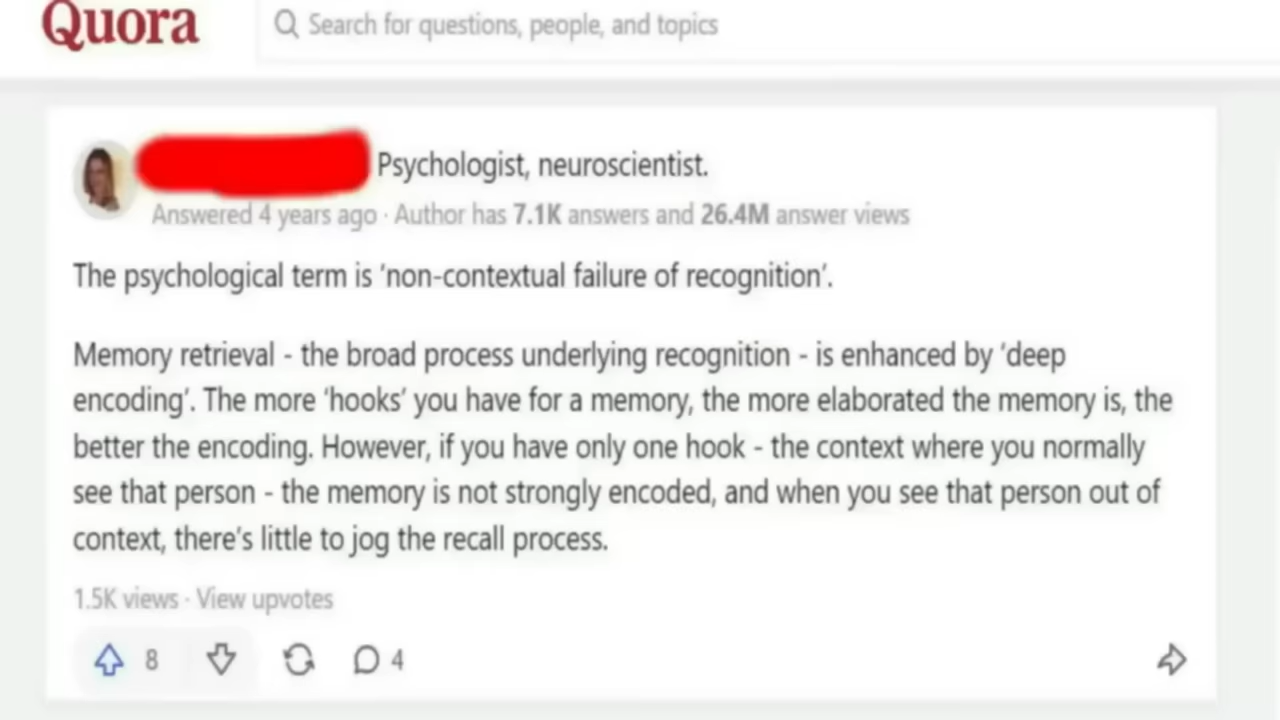 Quora
Search for questions, people, and topics
Psychologist, neuroscientist.
Answered 4 years ago · Author has 7.1K answers and 26.4M answer views
The psychological term is ‘non-contextual failure of recognition’.
Memory retrieval - the broad process underlying recognition - is enhanced by ‘deep
encoding’. The more ‘hooks’ you have for a memory, the more elaborated the memory is, the
better the encoding. However, if you have only one hook - the context where you normally
see that person - the memory is not strongly encoded, and when you see that person out of
context, there’s little to jog the recall process.
1.5K views · View upvotes
8
4